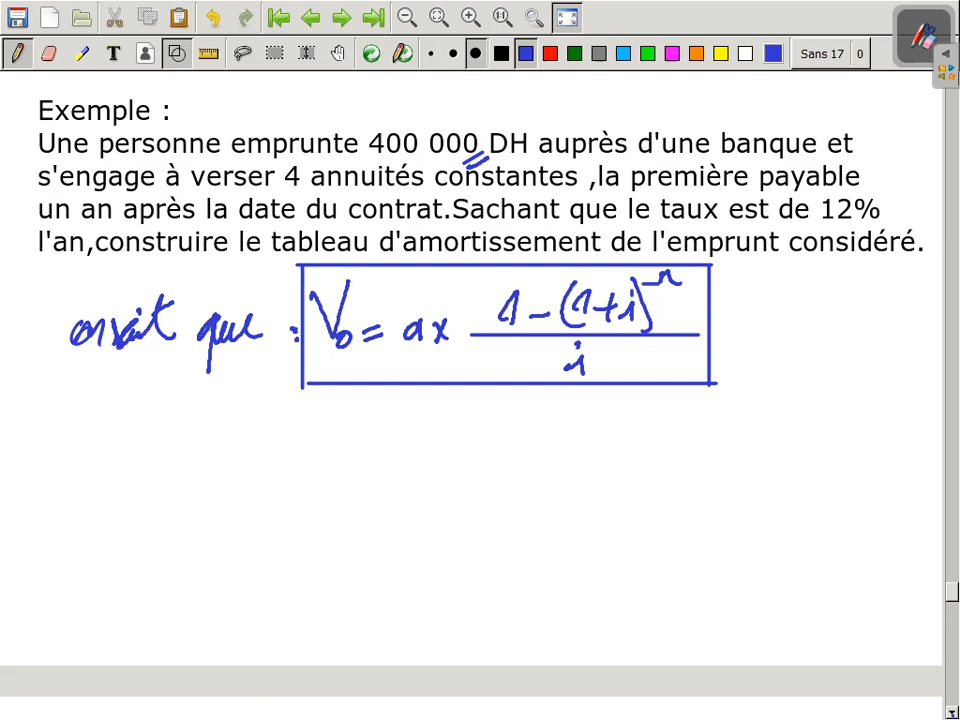 Sans 17 0
Exemple :
Une personne emprunte 400 000 DH auprès d'une banque et
s'engage à verser 4 annuités constantes ,la première payable
un an après la date du contrat.Sachant que le taux est de 12%
l'an,construire le tableau d'amortissement de l'emprunt considéré.
on sait que : V₀ = a x (1 - (1+i)^-n) / i